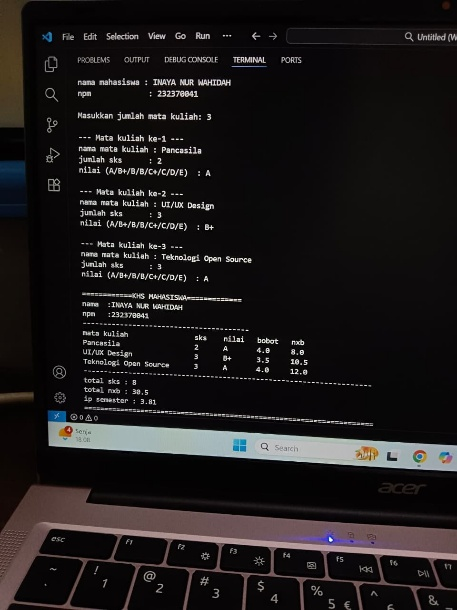 File Edit Selection View Go Run ··· ← → Untitled (W
PROBLEMS OUTPUT DEBUG CONSOLE TERMINAL PORTS
nama mahasiswa : INAYA NUR WAHIDAH
npm : 232370041
Masukkan jumlah mata kuliah: 3
--- Mata kuliah ke-1 ---
nama mata kuliah : Pancasila
jumlah sks : 2
nilai (A/B+/B/B/C+/C/D/E) : A
--- Mata kuliah ke-2 ---
nama mata kuliah : UI/UX Design
jumlah sks : 3
nilai (A/B+/B/B/C+/C/D/E) : B+
--- Mata kuliah ke-3 ---
nama mata kuliah : Teknologi Open Source
jumlah sks : 3
nilai (A/B+/B/B/C+/C/D/E) : A
============KHS MAHASISWA=============
nama :INAYA NUR WAHIDAH
npm :232370041
----------------------------------------
mata kuliah sks nilai bobot nxb
Pancasila 2 A 4.0 8.0
UI/UX Design 3 B+ 3.5 10.5
Teknologi Open Source 3 A 4.0 12.0
----------------------------------------
total sks : 8
total nxb : 30.5
ip semester : 3.81
========================================
0 0
4 Senja
18.08
Search
acer
esc F1 F2 F3 F4 F5 F6 F7
~ ! @ # $ % ^ &
1 2 3 4 5 € 6